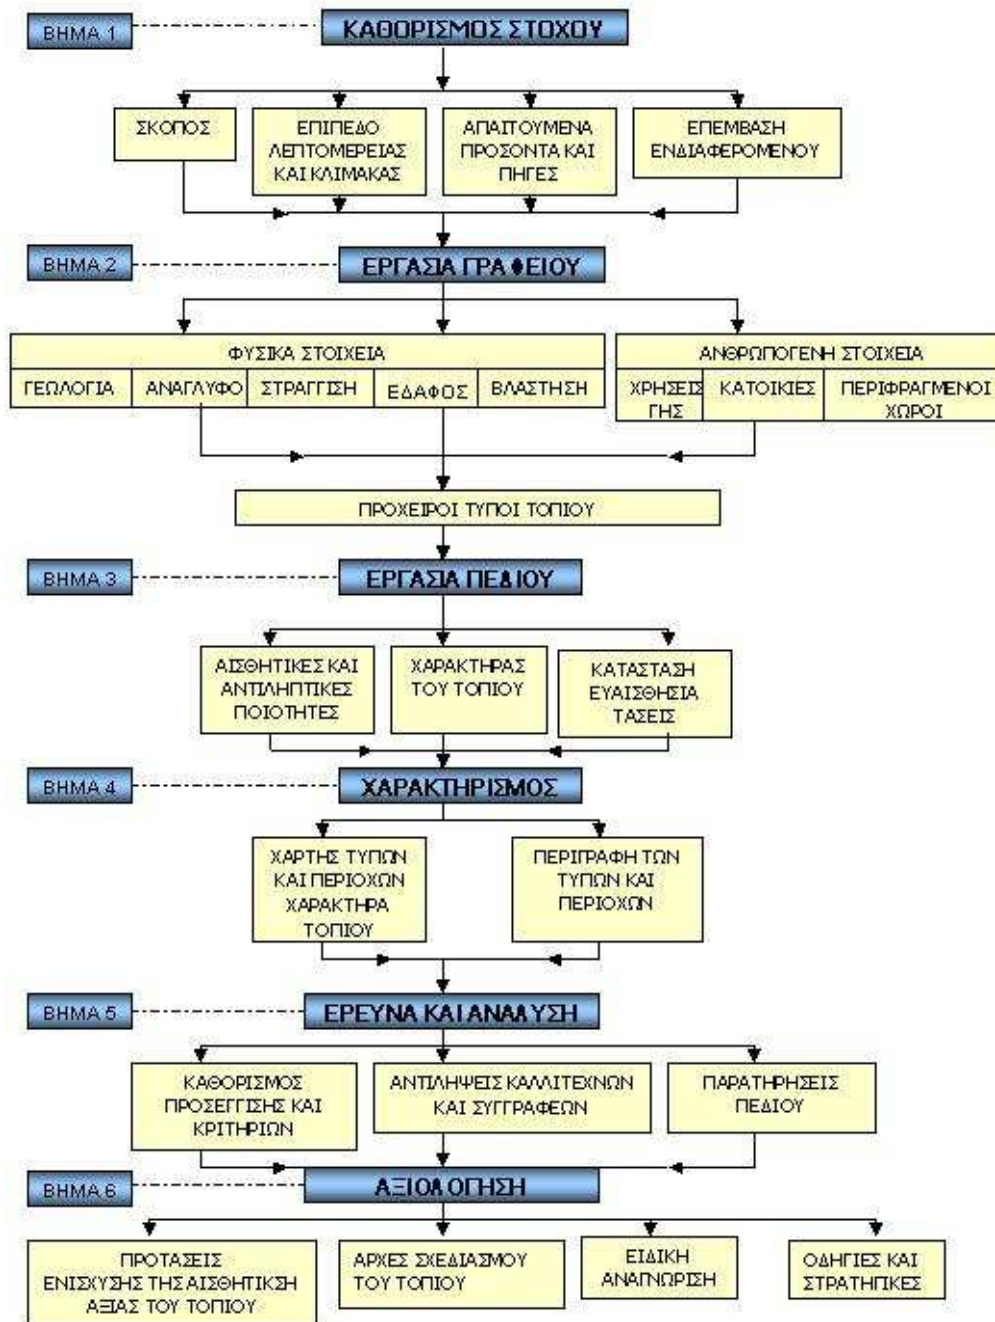 ΒΗΜΑ 1
ΚΑΘΟΡΙΣΜΟΣ ΣΤΟΧΟΥ
ΣΚΟΠΟΣ
ΕΠΙΠΕΔΟ
ΛΕΠΤΟΜΕΡΕΙΑΣ
ΚΑΙ ΚΛΙΜΑΚΑΣ
ΑΠΑΙΤΟΥΜΕΝΑ
ΠΡΟΣΟΝΤΑ ΚΑΙ
ΠΗΓΕΣ
ΕΠΕΜΒΑΣΗ
ΕΝΔΙΑΦΕΡΟΜΕΝΟΥ
ΒΗΜΑ 2
ΕΡΓΑΣΙΑ ΓΡΑΦΕΙΟΥ
ΦΥΣΙΚΑ ΣΤΟΙΧΕΙΑ
ΓΕΩΛΟΓΙΑ
ΑΝΑΓΛΥΦΟ
ΣΤΡΑΓΓΙΣΗ
ΕΔΑΦΟΣ
ΒΛΑΣΤΗΣΗ
ΑΝΘΡΩΠΟΓΕΝΗ ΣΤΟΙΧΕΙΑ
ΧΡΗΣΕΙΣ
ΓΗΣ
ΚΑΤΟΙΚΙΕΣ
ΠΕΡΙΦΡΑΓΜΕΝΟΙ
ΧΩΡΟΙ
ΠΡΟΧΕΙΡΟΙ ΤΥΠΟΙ ΤΟΠΙΟΥ
ΒΗΜΑ 3
ΕΡΓΑΣΙΑ ΠΕΔΙΟΥ
ΑΙΣΘΗΤΙΚΕΣ ΚΑΙ
ΑΝΤΙΛΗΠΤΙΚΕΣ
ΠΟΙΟΤΗΤΕΣ
ΧΑΡΑΚΤΗΡΑΣ
ΤΟΥ ΤΟΠΙΟΥ
ΚΑΤΑΣΤΑΣΗ
ΕΥΑΙΣΘΗΣΙΑ
ΤΑΣΕΙΣ
ΒΗΜΑ 4
ΧΑΡΑΚΤΗΡΙΣΜΟΣ
ΧΑΡΤΗΣ ΤΥΠΩΝ
ΚΑΙ ΠΕΡΙΟΧΩΝ
ΧΑΡΑΚΤΗΡΑ
ΤΟΠΙΟΥ
ΠΕΡΙΓΡΑΦΗ ΤΩΝ
ΤΥΠΩΝ ΚΑΙ
ΠΕΡΙΟΧΩΝ
ΒΗΜΑ 5
ΕΡΕΥΝΑ ΚΑΙ ΑΝΑΛΥΣΗ
ΚΑΘΟΡΙΣΜΟΣ
ΠΡΟΣΕΓΓΙΣΗΣ ΚΑΙ
ΚΡΙΤΗΡΙΩΝ
ΑΝΤΙΛΗΨΕΙΣ ΚΑΛΛΙΤΕΧΝΩΝ
ΚΑΙ ΣΥΓΓΡΑΦΕΩΝ
ΠΑΡΑΤΗΡΗΣΕΙΣ
ΠΕΔΙΟΥ
ΒΗΜΑ 6
ΑΞΙΟΛΟΓΗΣΗ
ΠΡΟΤΑΣΕΙΣ
ΕΝΙΣΧΥΣΗΣ ΤΗΣ ΑΙΣΘΗΤΙΚΣΗ
ΑΞΙΑΣ ΤΟΥ ΤΟΠΙΟΥ
ΑΡΧΕΣ ΣΧΕΔΙΑΣΜΟΥ
ΤΟΥ ΤΟΠΙΟΥ
ΕΙΔΙΚΗ
ΑΝΑΓΝΩΡΙΣΗ
ΟΔΗΓΙΕΣ ΚΑΙ
ΣΤΡΑΤΗΓΙΚΕΣ